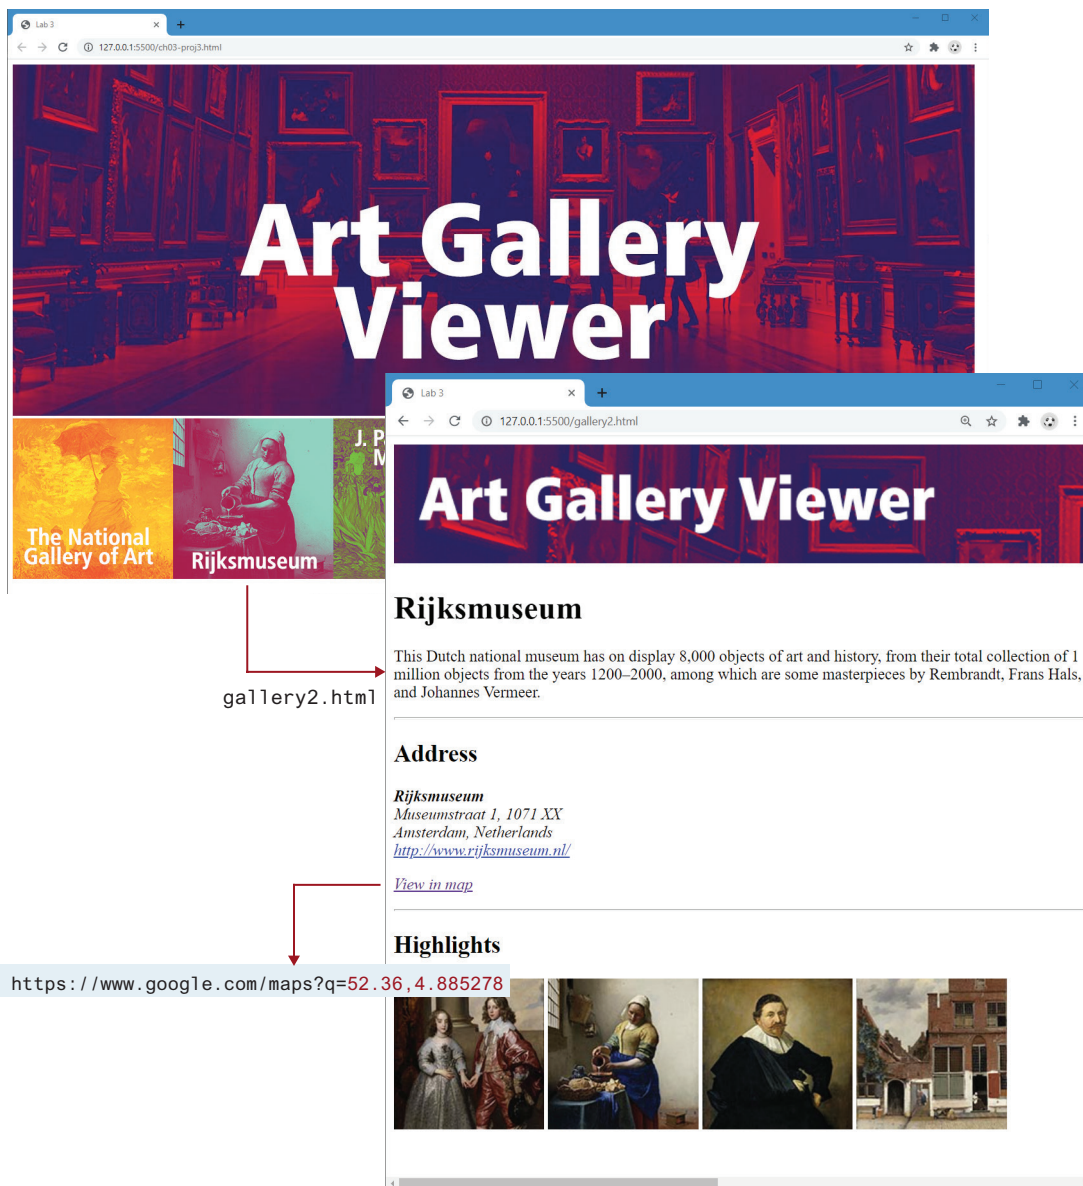 Lab 3
127.0.0.1:5500/ch03-proj3.html
Art Gallery
Viewer
The National
Gallery of Art
Rijksmuseum
J. P
M
gallery2.html
Lab 3
127.0.0.1:5500/gallery2.html
Art Gallery Viewer
Rijksmuseum
This Dutch national museum has on display 8,000 objects of art and history, from their total collection of 1
million objects from the years 1200–2000, among which are some masterpieces by Rembrandt, Frans Hals,
and Johannes Vermeer.
Address
Rijksmuseum
Museumstraat 1, 1071 XX
Amsterdam, Netherlands
http://www.rijksmuseum.nl/
View in map
https://www.google.com/maps?q=52.36,4.885278
Highlights